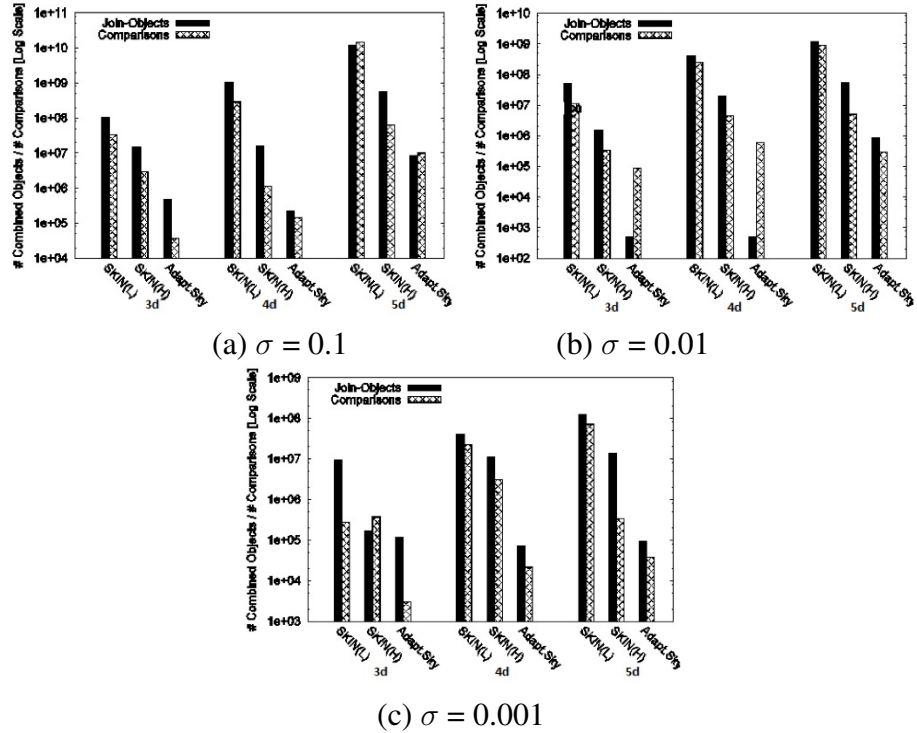 # Combined Objects / # Comparisons [Log Scale]
1e+11
1e+10
1e+09
1e+08
1e+07
1e+06
1e+05
1e+04
Join-Objects
Comparisons
SKIN(L)
SKIN(H)
Adapt.Sky
SKIN(L)
SKIN(H)
Adapt.Sky
SKIN(L)
SKIN(H)
Adapt.Sky
3d
4d
5d
(a) σ = 0.1
# Combined Objects / # Comparisons [Log Scale]
1e+10
1e+09
1e+08
1e+07
1e+06
1e+05
1e+04
1e+03
1e+02
Join-Objects
Comparisons
SKIN(L)
SKIN(H)
Adapt.Sky
SKIN(L)
SKIN(H)
Adapt.Sky
SKIN(L)
SKIN(H)
Adapt.Sky
3d
4d
5d
(b) σ = 0.01
# Combined Objects / # Comparisons [Log Scale]
1e+09
1e+08
1e+07
1e+06
1e+05
1e+04
1e+03
Join-Objects
Comparisons
SKIN(L)
SKIN(H)
Adapt.Sky
SKIN(L)
SKIN(H)
Adapt.Sky
SKIN(L)
SKIN(H)
Adapt.Sky
3d
4d
5d
(c) σ = 0.001